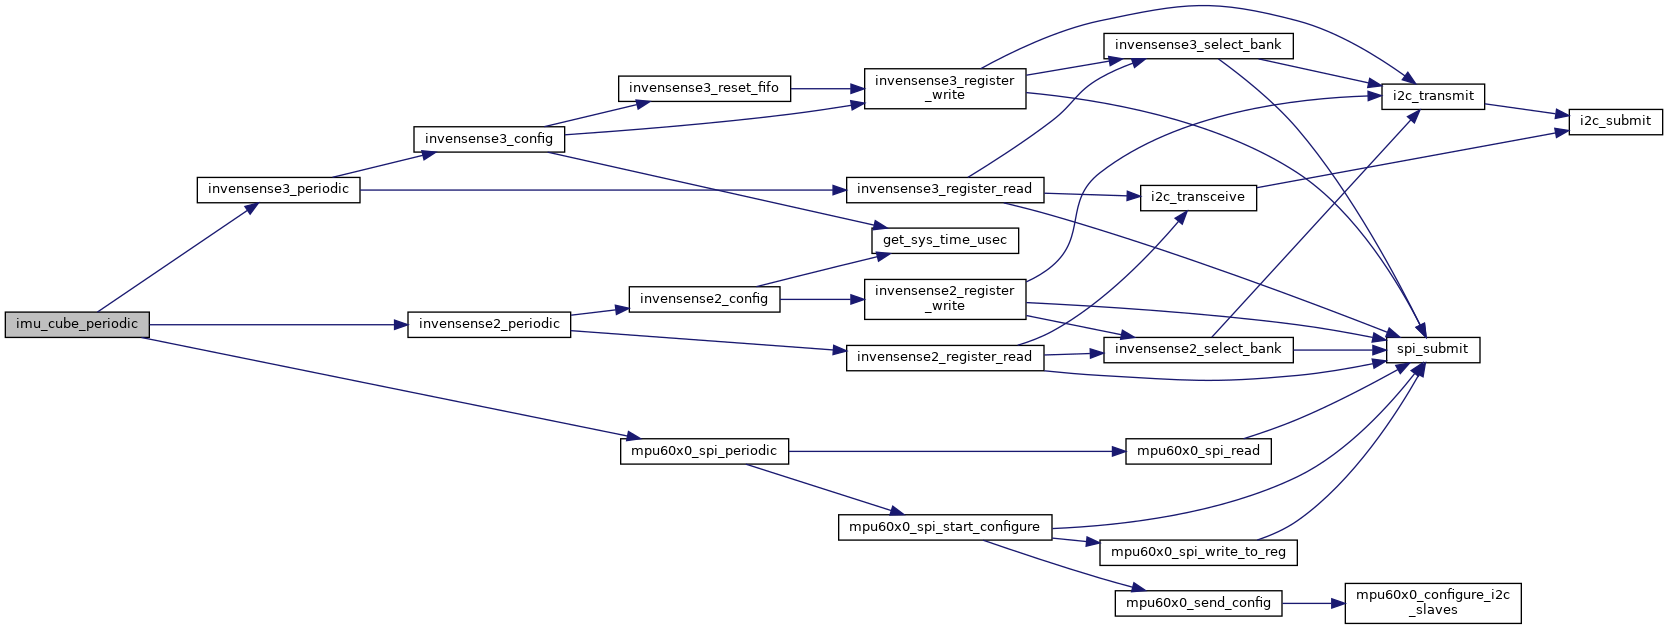 imu_cube_periodic
invensense3_periodic
invensense3_config
invensense3_reset_fifo
invensense3_register
_write
invensense3_select_bank
i2c_transmit
i2c_submit
invensense3_register_read
i2c_transceive
get_sys_time_usec
invensense2_periodic
invensense2_config
invensense2_register
_write
invensense2_register_read
invensense2_select_bank
spi_submit
mpu60x0_spi_periodic
mpu60x0_spi_read
mpu60x0_spi_start_configure
mpu60x0_spi_write_to_reg
mpu60x0_send_config
mpu60x0_configure_i2c
_slaves